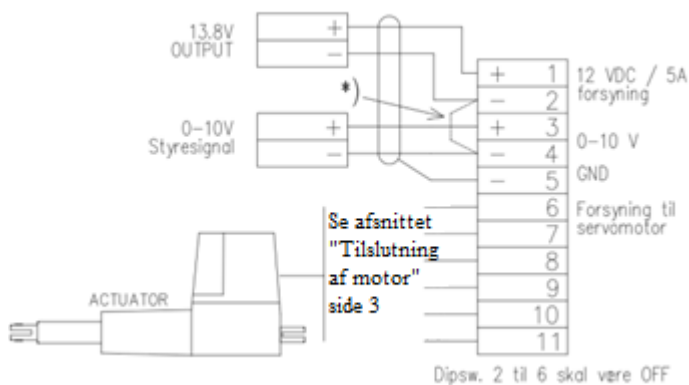 13.8V
OUTPUT
+
-
*)
0-10V
Styresignal
+
-
+ 1
- 2
+ 3
- 4
- 5
6
7
8
9
10
11
12 VDC / 5A
forsyning
0-10 V
GND
Forsyning til
servomotor
Se afsnittet
"Tilslutning
af motor"
side 3
ACTUATOR
Dipsw. 2 til 6 skal være OFF